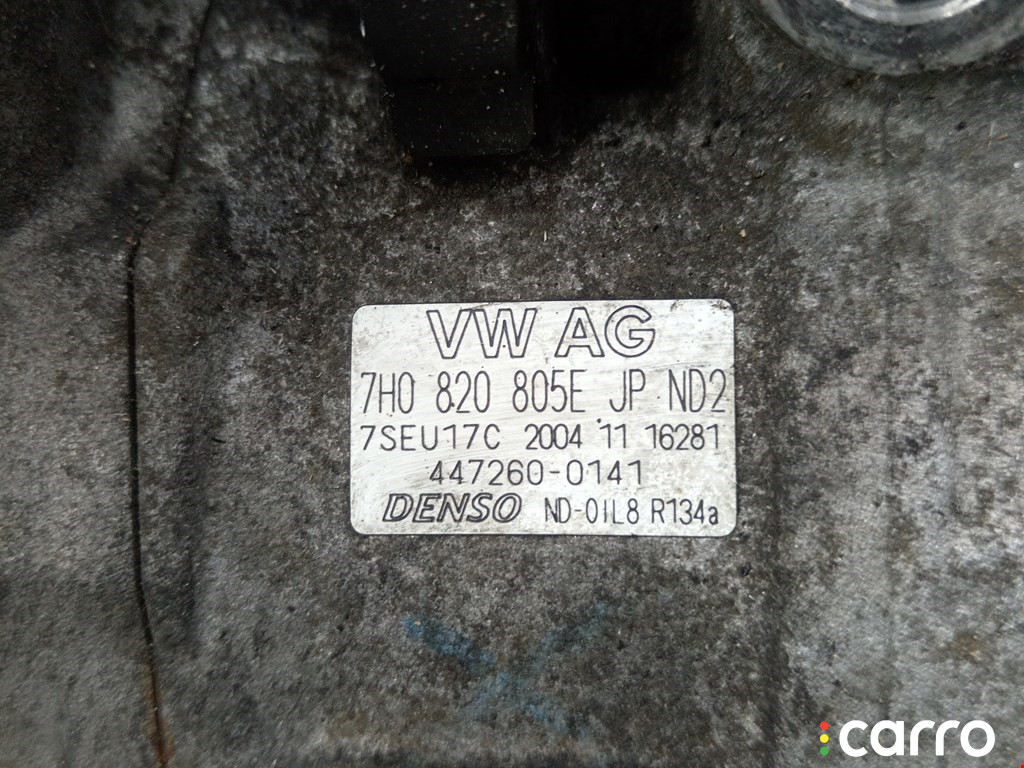 VW AG
7H0 820 805E JP ND2
7SEU17C 2004 11 16281
447260-0141
DENSO ND-OIL8 R134a
carro